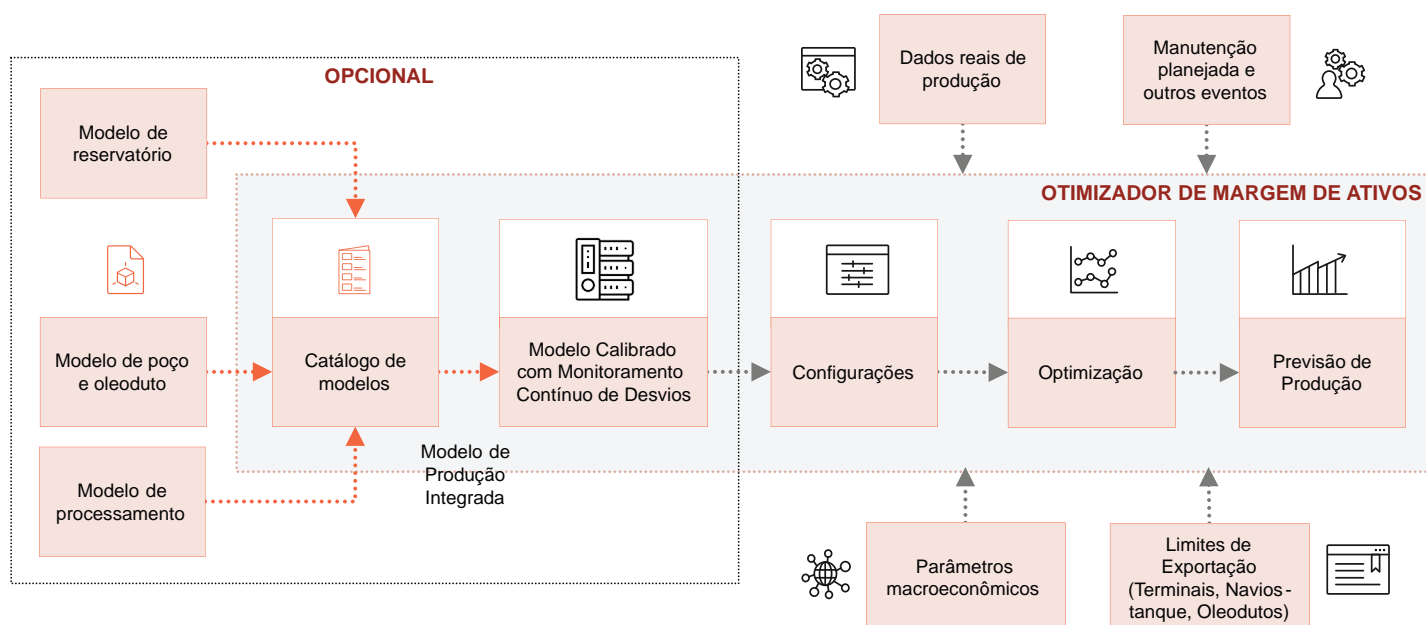 OPCIONAL
Modelo de
reservatório
Dados reais de
produção
Manutenção
planejada e
outros eventos
OTIMIZADOR DE MARGEM DE ATIVOS
Modelo de poço
e oleoduto
Catálogo de
modelos
Modelo Calibrado
com Monitoramento
Contínuo de Desvios
Configurações
Optimização
Previsão de
Produção
Modelo de
processamento
Modelo de
Produção
Integrada
Parâmetros
macroeconômicos
Limites de
Exportação
(Terminais, Navios-
tanque, Oleodutos)